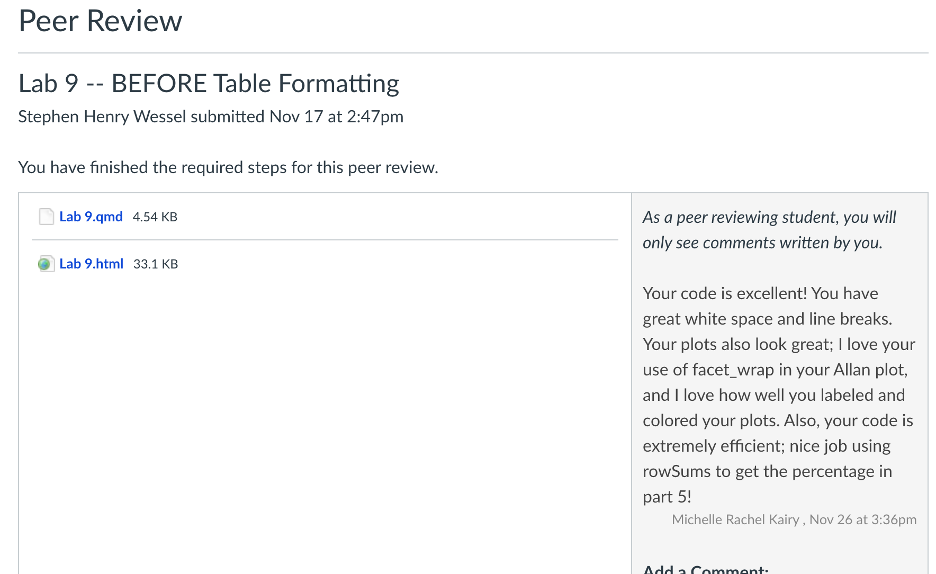 Peer Review
Lab 9 -- BEFORE Table Formatting
Stephen Henry Wessel submitted Nov 17 at 2:47pm
You have finished the required steps for this peer review.
Lab 9.qmd 4.54 KB
Lab 9.html 33.1 KB
As a peer reviewing student, you will
only see comments written by you.
Your code is excellent! You have
great white space and line breaks.
Your plots also look great; I love your
use of facet_wrap in your Allan plot,
and I love how well you labeled and
colored your plots. Also, your code is
extremely efficient; nice job using
rowSums to get the percentage in
part 5!
Michelle Rachel Kairy , Nov 26 at 3:36pm
Add a Comment: